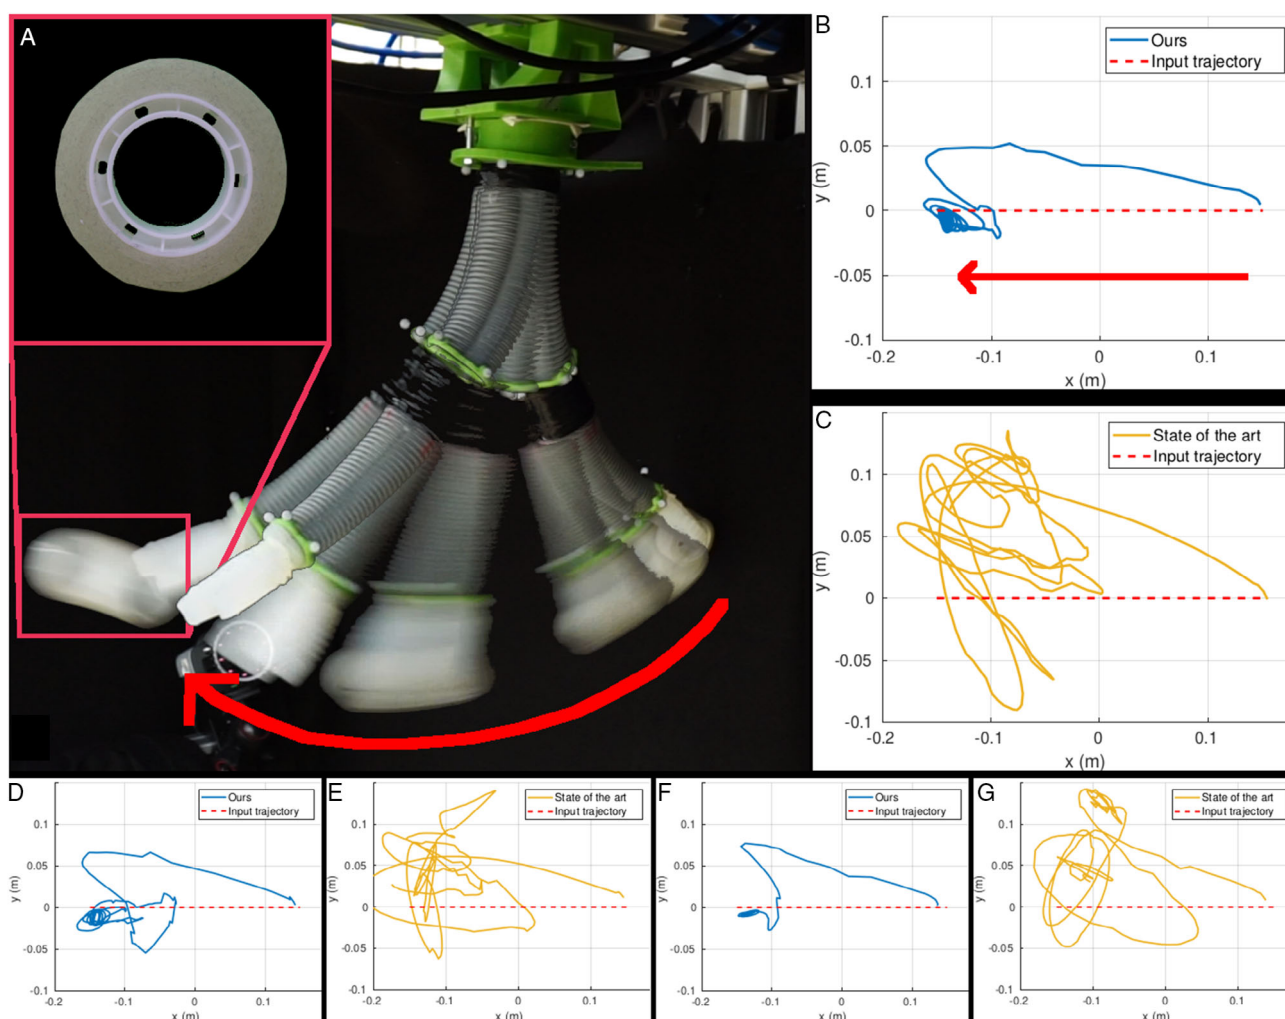 A
B
Ours
Input trajectory
y (m)
0.1
0.05
0
-0.05
-0.1
-0.2
-0.1
0
0.1
x (m)
C
State of the art
Input trajectory
y (m)
0.1
0.05
0
-0.05
-0.1
-0.2
-0.1
0
0.1
x (m)
D
Ours
Input trajectory
y (m)
0.1
0.05
0
-0.05
-0.1
-0.2
-0.1
0
0.1
x (m)
E
State of the art
Input trajectory
y (m)
0.1
0.05
0
-0.05
-0.1
-0.2
-0.1
0
0.1
x (m)
F
Ours
Input trajectory
y (m)
0.1
0.05
0
-0.05
-0.1
-0.2
-0.1
0
0.1
x (m)
G
State of the art
Input trajectory
y (m)
0.1
0.05
0
-0.05
-0.1
-0.2
-0.1
0
0.1
x (m)